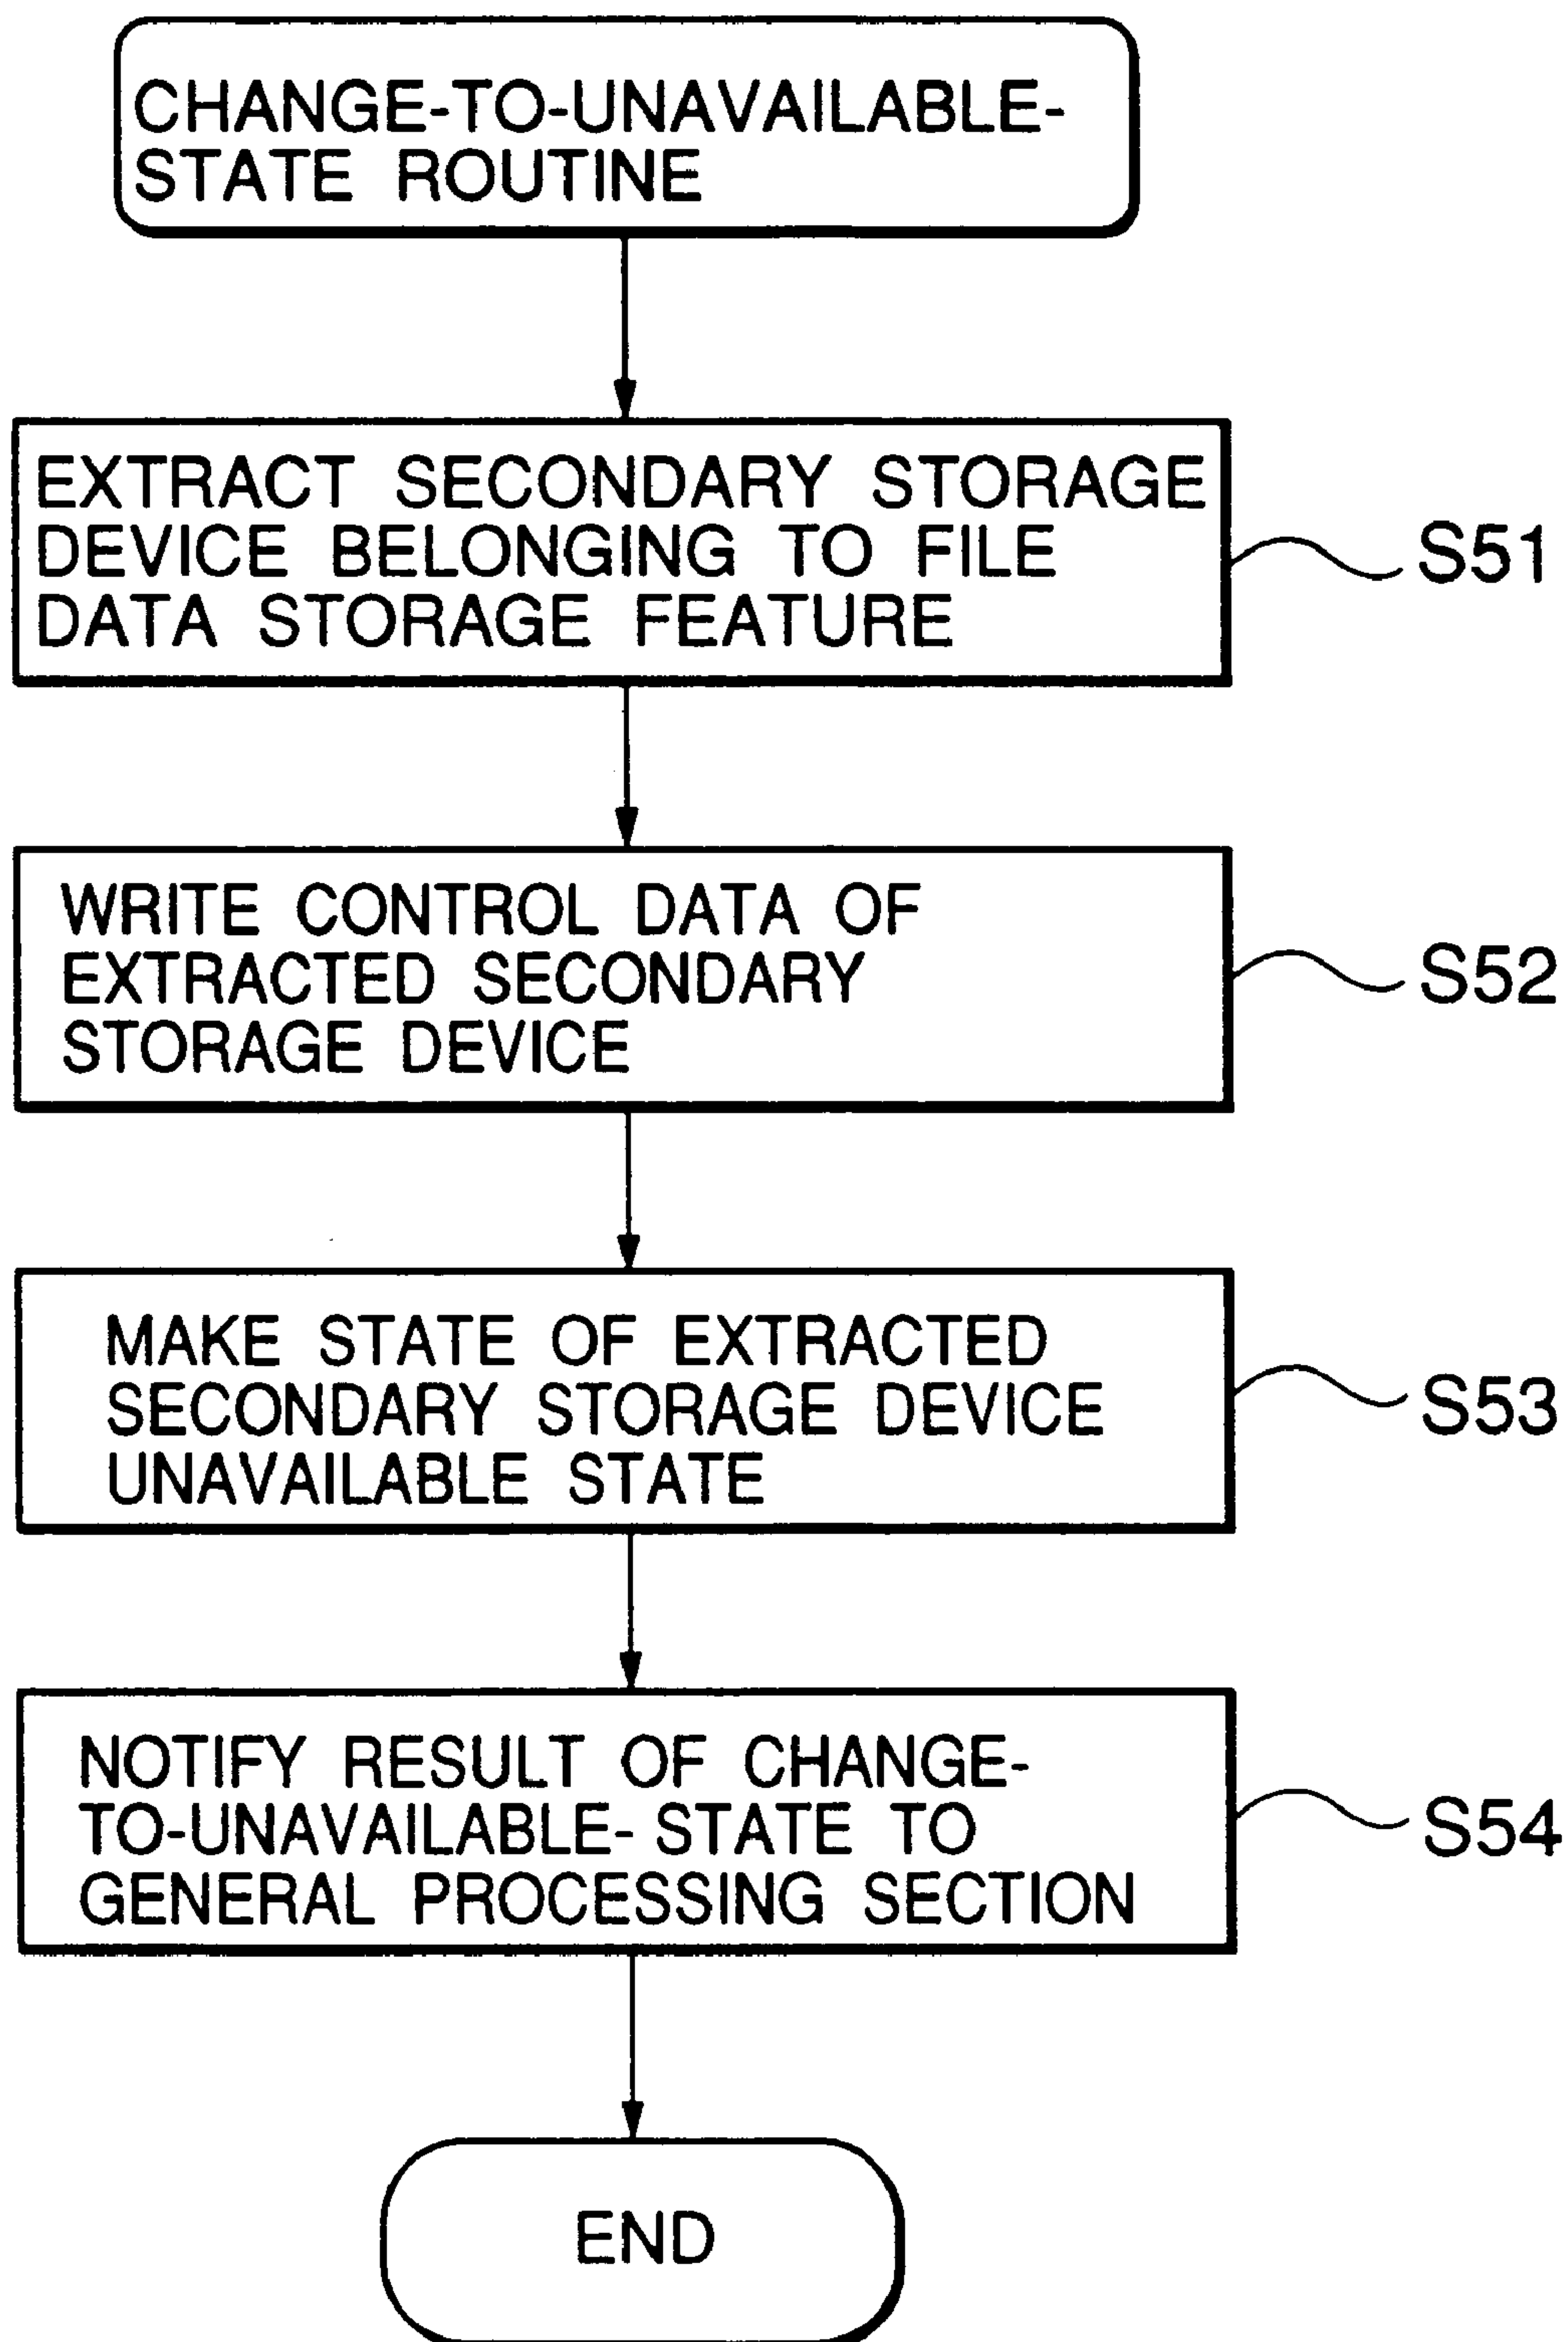 CHANGE-TO-UNAVAILABLE-
STATE ROUTINE
EXTRACT SECONDARY STORAGE
DEVICE BELONGING TO FILE
DATA STORAGE FEATURE
S51
WRITE CONTROL DATA OF
EXTRACTED SECONDARY
STORAGE DEVICE
S52
MAKE STATE OF EXTRACTED
SECONDARY STORAGE DEVICE
UNAVAILABLE STATE
S53
NOTIFY RESULT OF CHANGE-
TO-UNAVAILABLE- STATE TO
GENERAL PROCESSING SECTION
S54
END